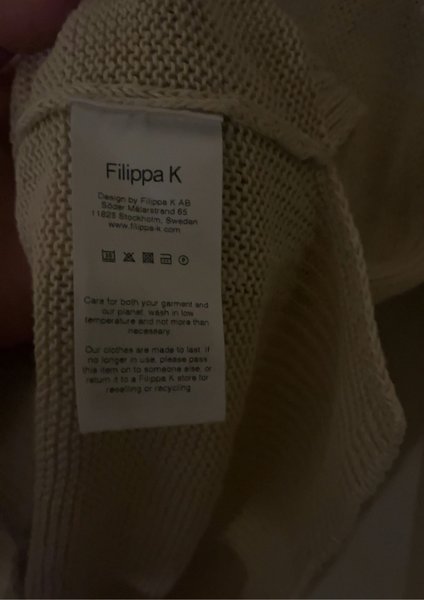 Filippa K
Design by Filippa K AB
Söder Mälarstrand 65
11825 Stockholm, Sweden
www.filippa-k.com
Care for both your garment and
our planet: wash in low
temperature and not more than
necessary.
Our clothes are made to last: if
no longer in use, please pass
this item on to someone else, or
return it to a Filippa K store for
reselling or recycling.